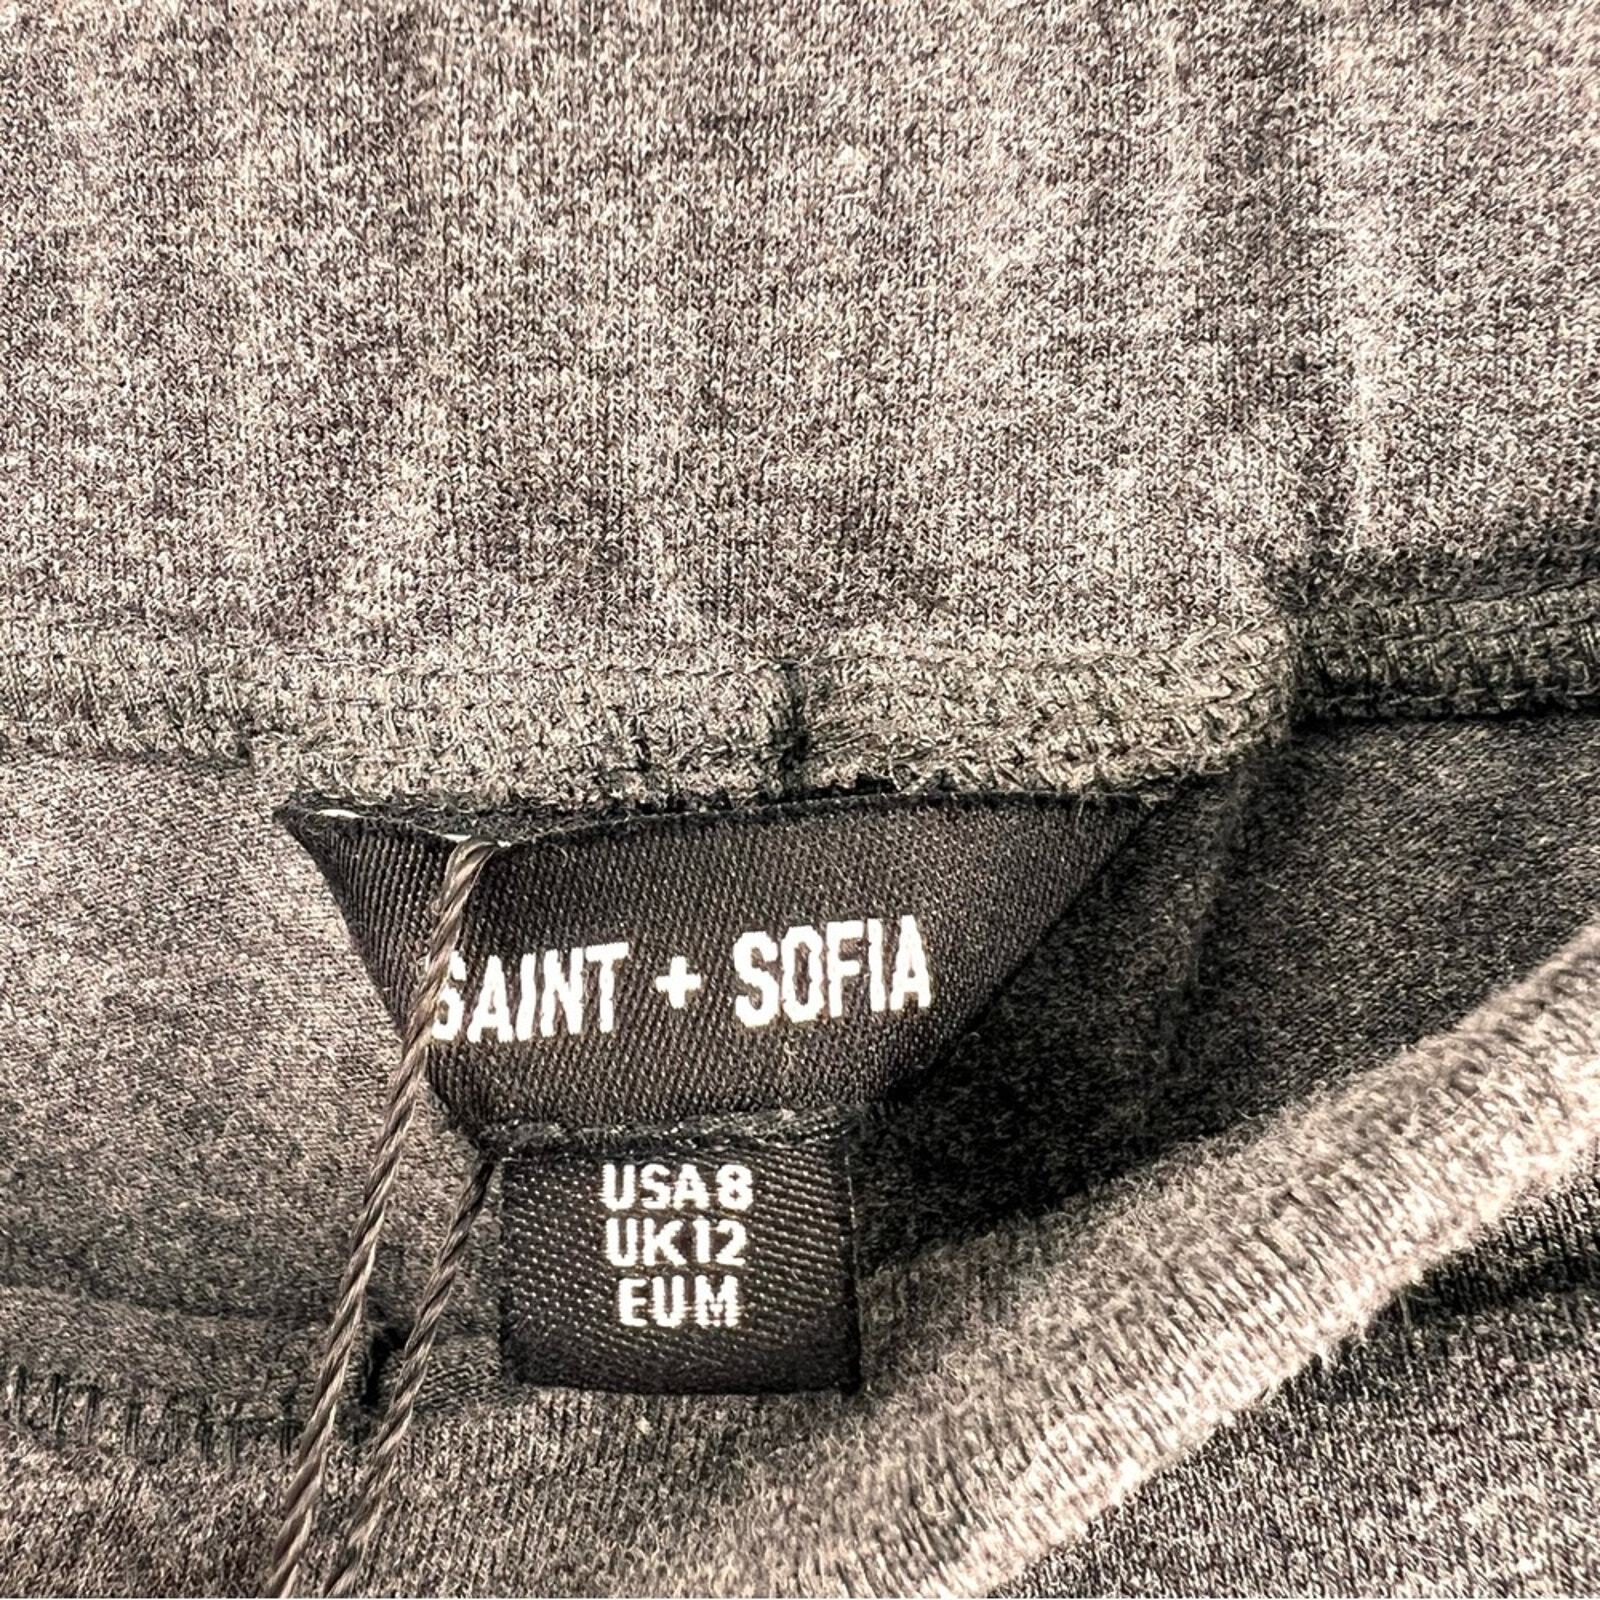 SAINT + SOFIA
USA 8
UK 12
EU M